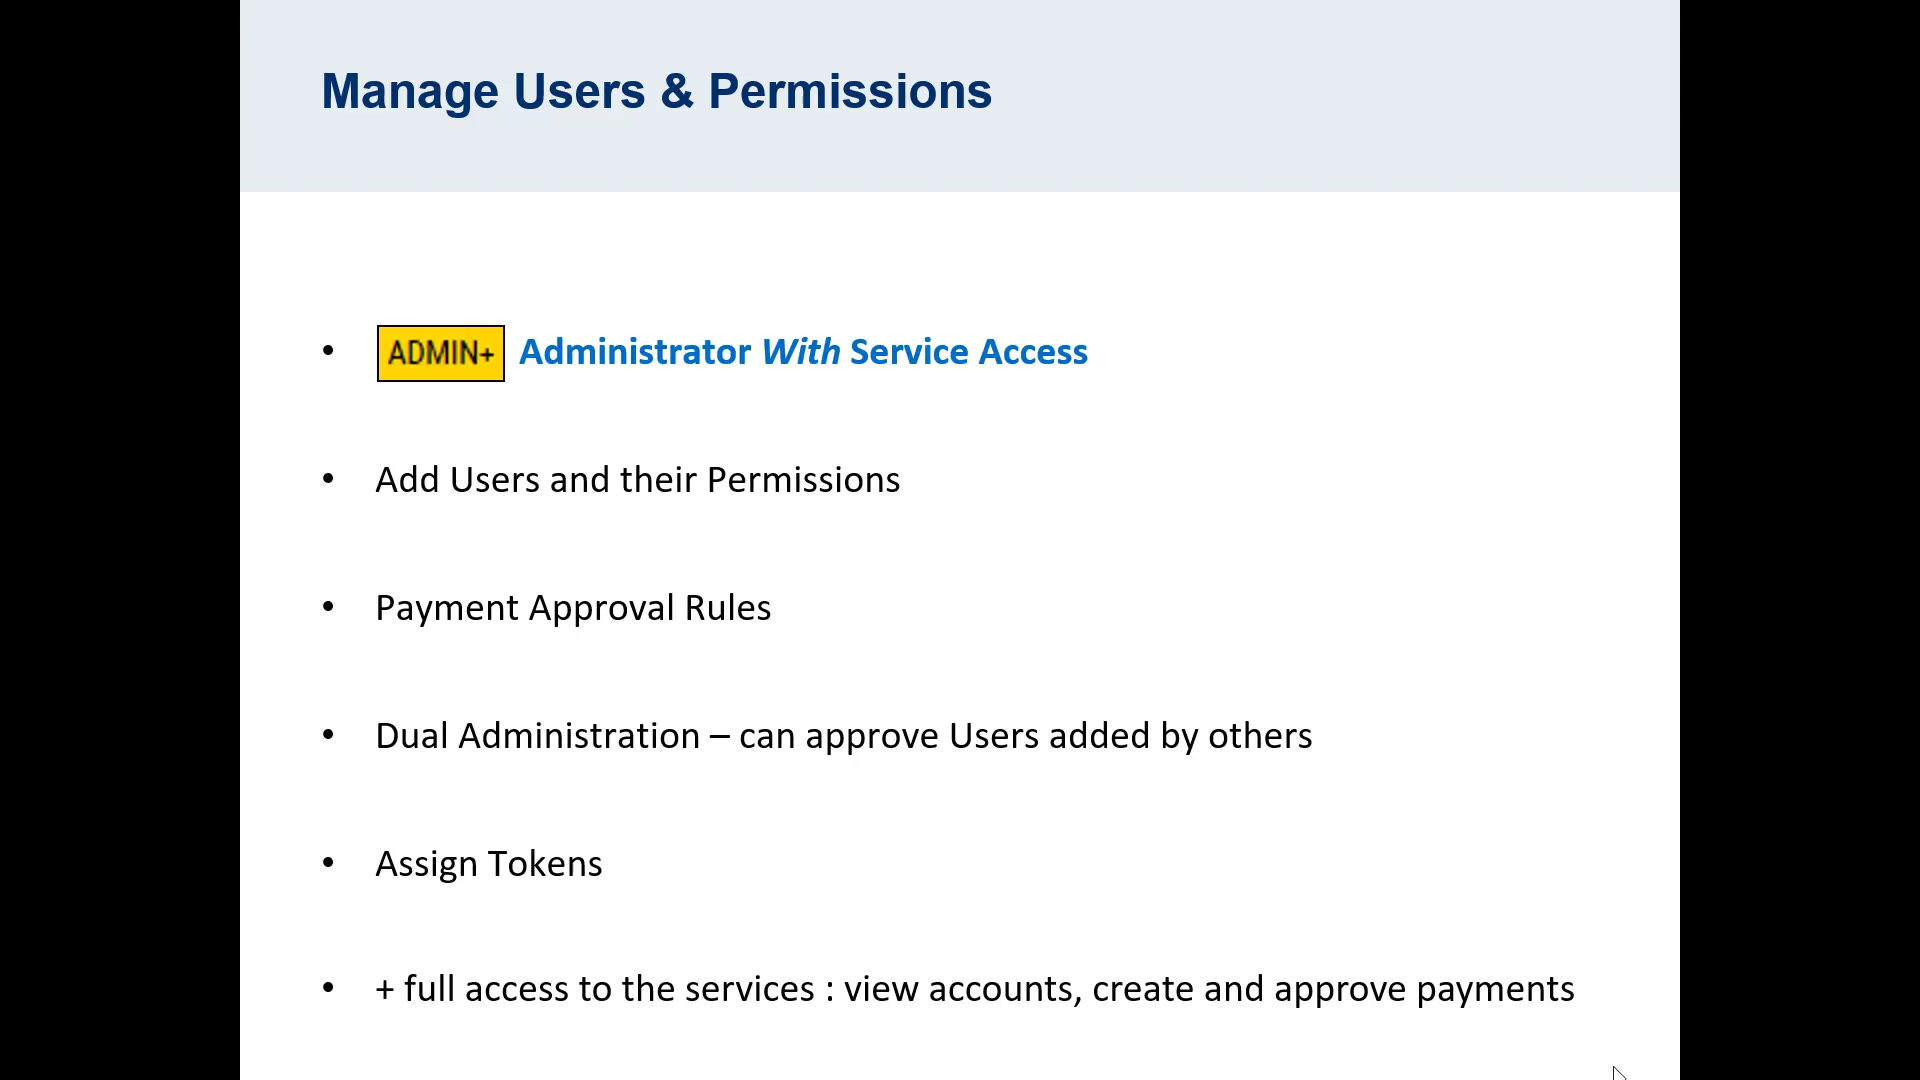 Manage Users & Permissions
• ADMIN+ Administrator With Service Access
• Add Users and their Permissions
• Payment Approval Rules
• Dual Administration – can approve Users added by others
• Assign Tokens
• + full access to the services : view accounts, create and approve payments